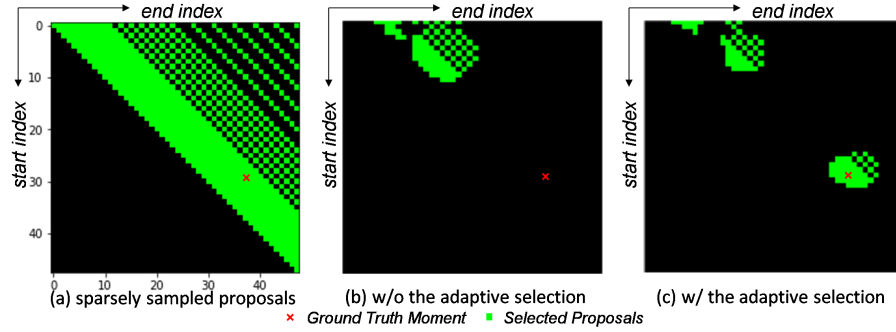 end index
end index
end index
start index
start index
start index
0
10
20
30
40
0
10
20
30
40
(a) sparsely sampled proposals
(b) w/o the adaptive selection
(c) w/ the adaptive selection
Ground Truth Moment
Selected Proposals